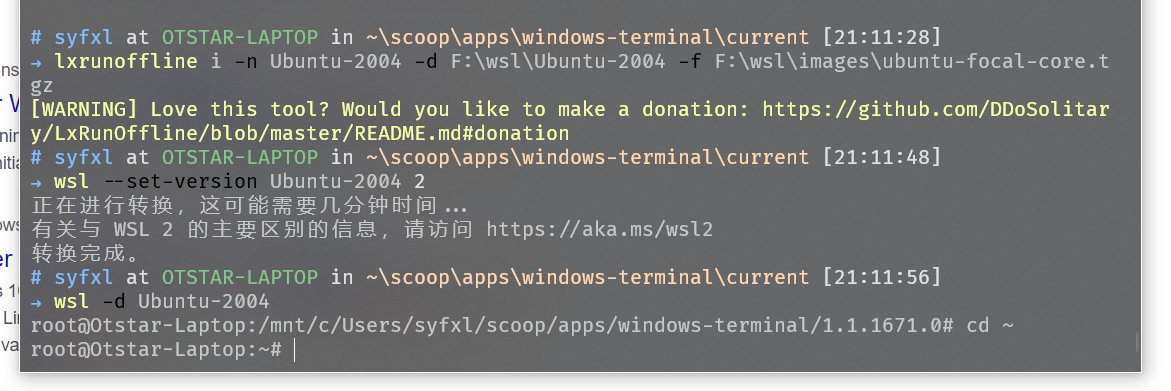 # syfxl at OTSTAR-LAPTOP in ~\scoop\apps\windows-terminal\current [21:11:28]
→ lxrunoffline i -n Ubuntu-2004 -d F:\wsl\Ubuntu-2004 -f F:\wsl\images\ubuntu-focal-core.t
gz
[WARNING] Love this tool? Would you like to make a donation: https://github.com/DDoSolitar
y/LxRunOffline/blob/master/README.md#donation
# syfxl at OTSTAR-LAPTOP in ~\scoop\apps\windows-terminal\current [21:11:48]
→ wsl --set-version Ubuntu-2004 2
正在进行转换，这可能需要几分钟时间...
有关与 WSL 2 的主要区别的信息，请访问 https://aka.ms/wsl2
转换完成。
# syfxl at OTSTAR-LAPTOP in ~\scoop\apps\windows-terminal\current [21:11:56]
→ wsl -d Ubuntu-2004
root@Otstar-Laptop:/mnt/c/Users/syfxl/scoop/apps/windows-terminal/1.1.1671.0# cd ~
root@Otstar-Laptop:~#